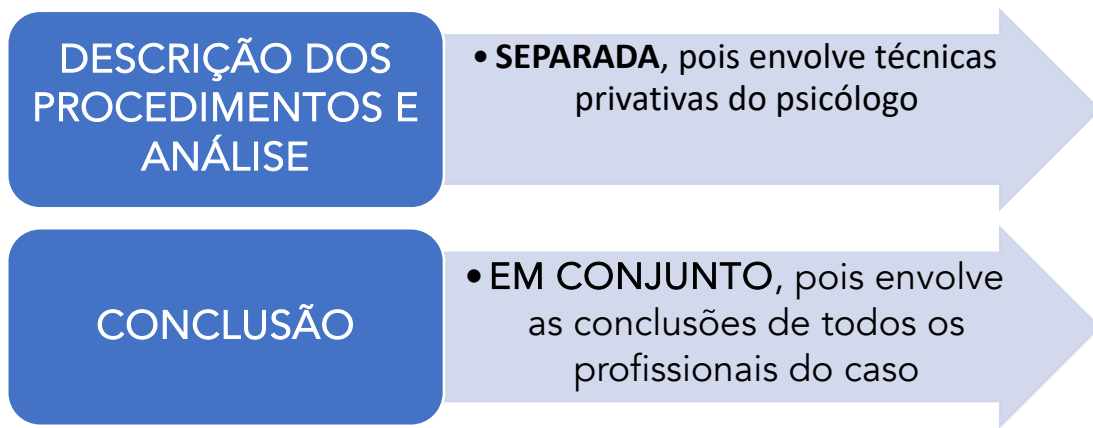 DESCRIÇÃO DOS
PROCEDIMENTOS E
ANÁLISE
• SEPARADA, pois envolve técnicas
privativas do psicólogo
CONCLUSÃO
• EM CONJUNTO, pois envolve
as conclusões de todos os
profissionais do caso